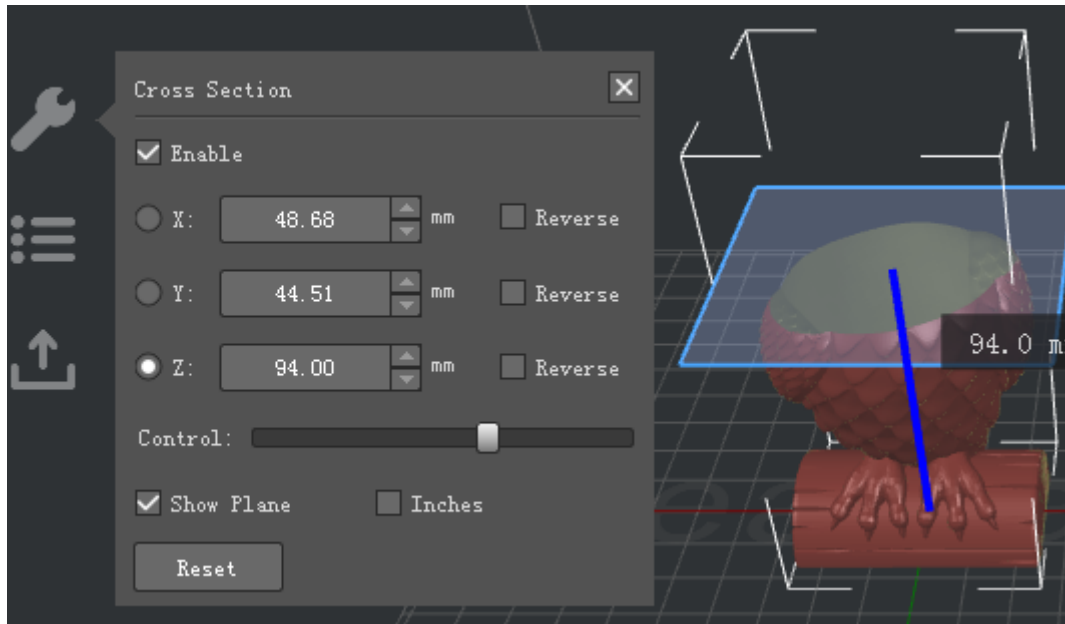 Cross Section
Enable
X: 48.68 mm Reverse
Y: 44.51 mm Reverse
Z: 94.00 mm Reverse
94.0 m
Control:
Show Plane Inches
Reset